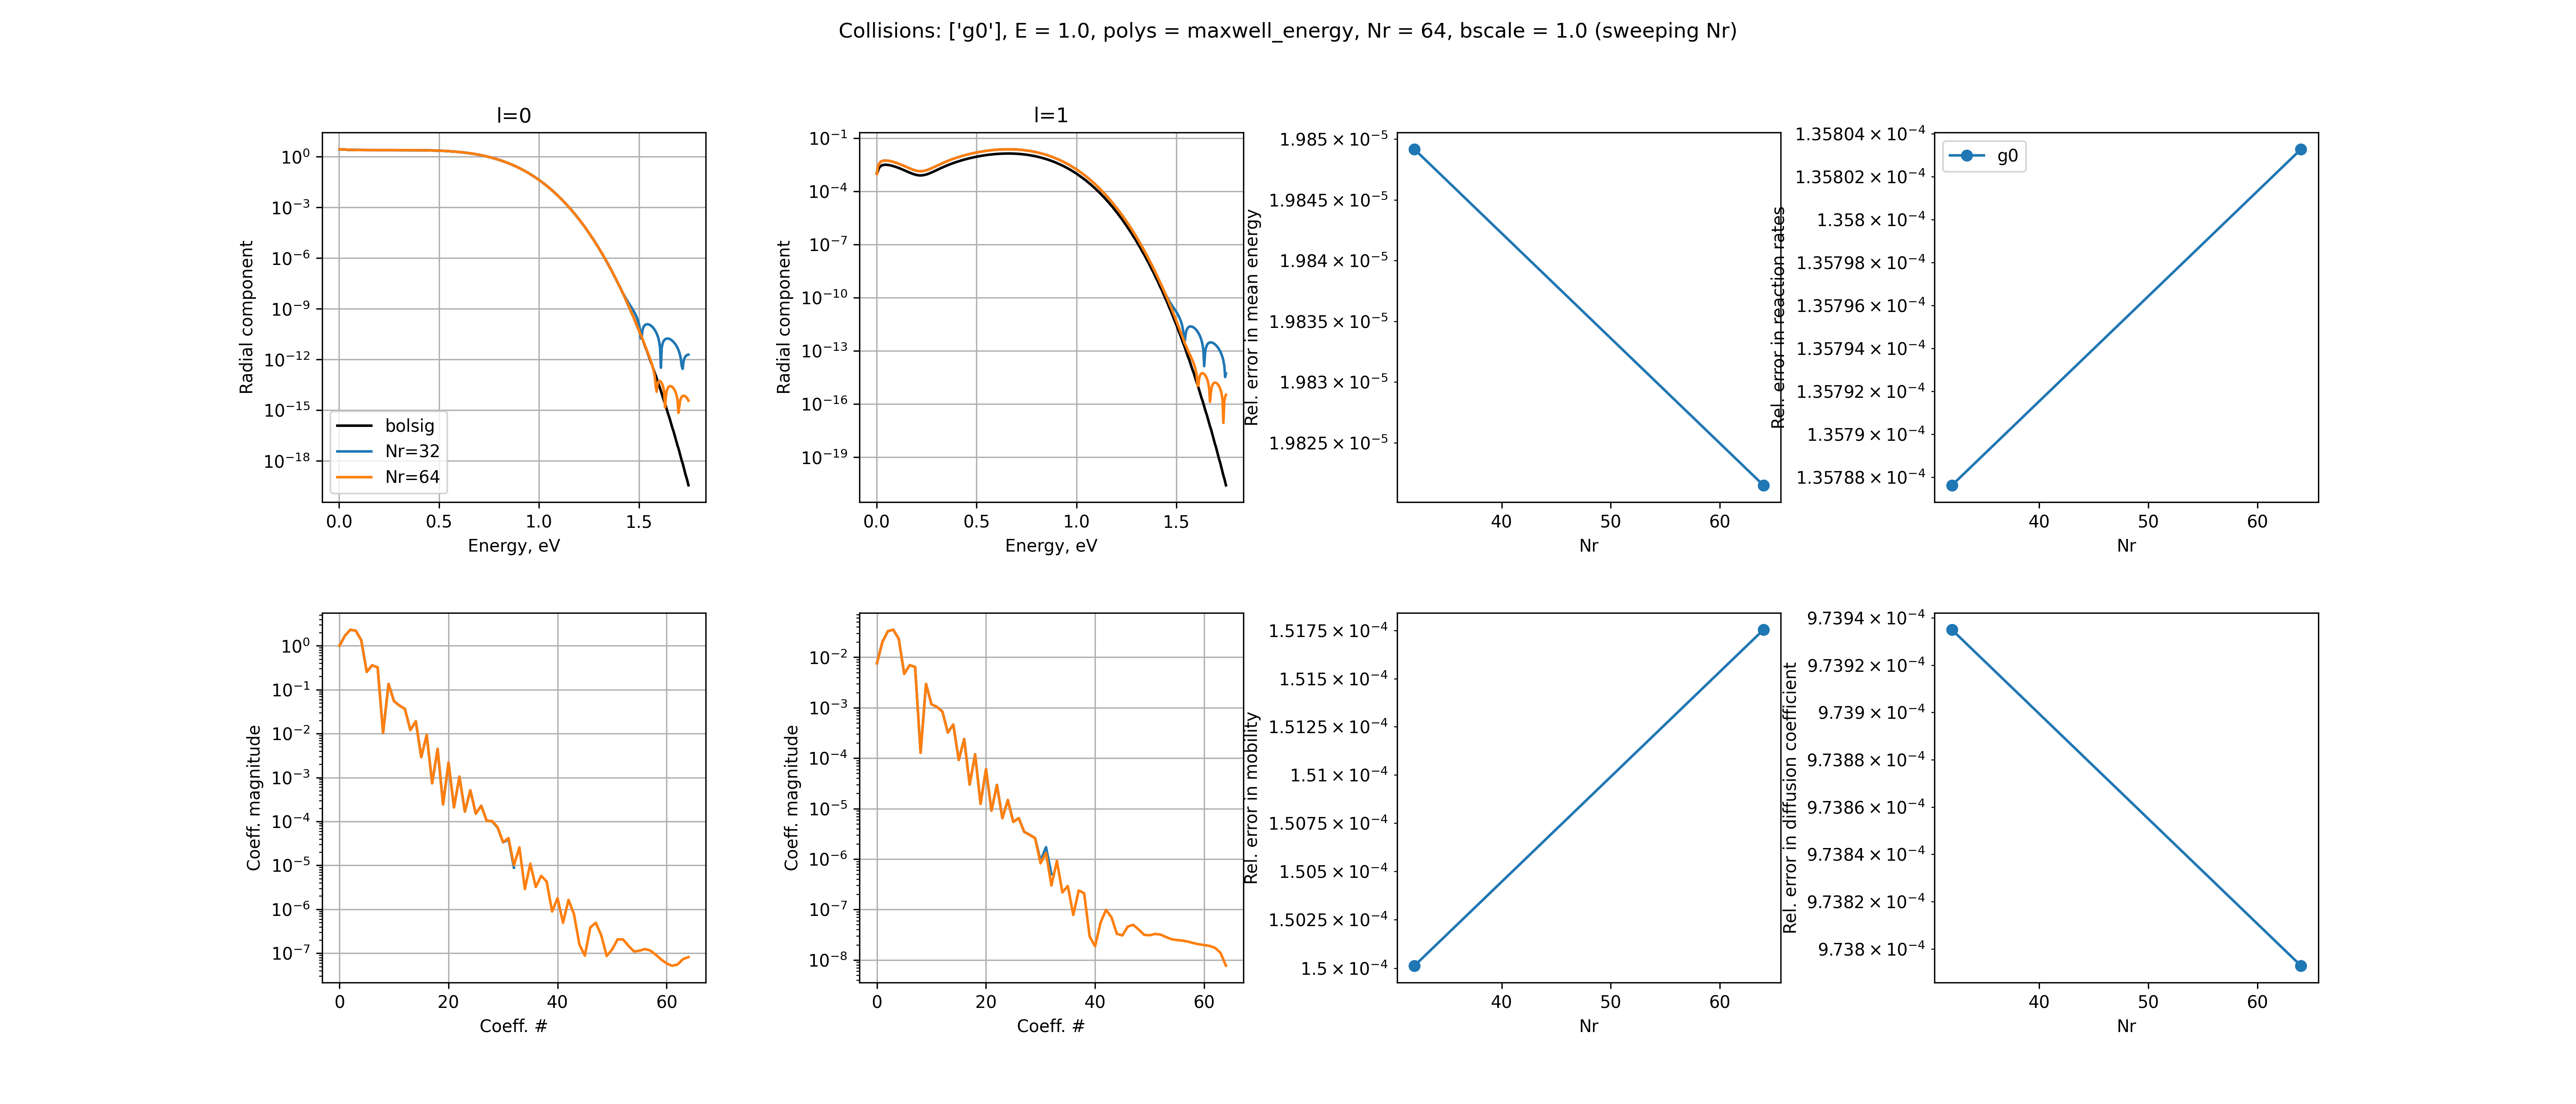 Collisions: ['g0'], E = 1.0, polys = maxwell_energy, Nr = 64, bscale = 1.0 (sweeping Nr)
l=0
Radial component
10⁰
10⁻³
10⁻⁶
10⁻⁹
10⁻¹²
10⁻¹⁵
10⁻¹⁸
bolsig
Nr=32
Nr=64
0.0 0.5 1.0 1.5
Energy, eV
l=1
Radial component
10⁻¹
10⁻⁴
10⁻⁷
10⁻¹⁰
10⁻¹³
10⁻¹⁶
10⁻¹⁹
0.0 0.5 1.0 1.5
Energy, eV
Rel. error in mean energy
1.985 × 10⁻⁵
1.9845 × 10⁻⁵
1.984 × 10⁻⁵
1.9835 × 10⁻⁵
1.983 × 10⁻⁵
1.9825 × 10⁻⁵
40 50 60
Nr
Rel. error in reaction rates
1.35804 × 10⁻⁴
1.35802 × 10⁻⁴
1.358 × 10⁻⁴
1.35798 × 10⁻⁴
1.35796 × 10⁻⁴
1.35794 × 10⁻⁴
1.35792 × 10⁻⁴
1.3579 × 10⁻⁴
1.35788 × 10⁻⁴
g0
40 50 60
Nr
Coeff. magnitude
10⁰
10⁻¹
10⁻²
10⁻³
10⁻⁴
10⁻⁵
10⁻⁶
10⁻⁷
0 20 40 60
Coeff. #
Coeff. magnitude
10⁻²
10⁻³
10⁻⁴
10⁻⁵
10⁻⁶
10⁻⁷
10⁻⁸
0 20 40 60
Coeff. #
Rel. error in mobility
1.5175 × 10⁻⁴
1.515 × 10⁻⁴
1.5125 × 10⁻⁴
1.51 × 10⁻⁴
1.5075 × 10⁻⁴
1.505 × 10⁻⁴
1.5025 × 10⁻⁴
1.5 × 10⁻⁴
40 50 60
Nr
Rel. error in diffusion coefficient
9.7394 × 10⁻⁴
9.7392 × 10⁻⁴
9.739 × 10⁻⁴
9.7388 × 10⁻⁴
9.7386 × 10⁻⁴
9.7384 × 10⁻⁴
9.7382 × 10⁻⁴
9.738 × 10⁻⁴
40 50 60
Nr